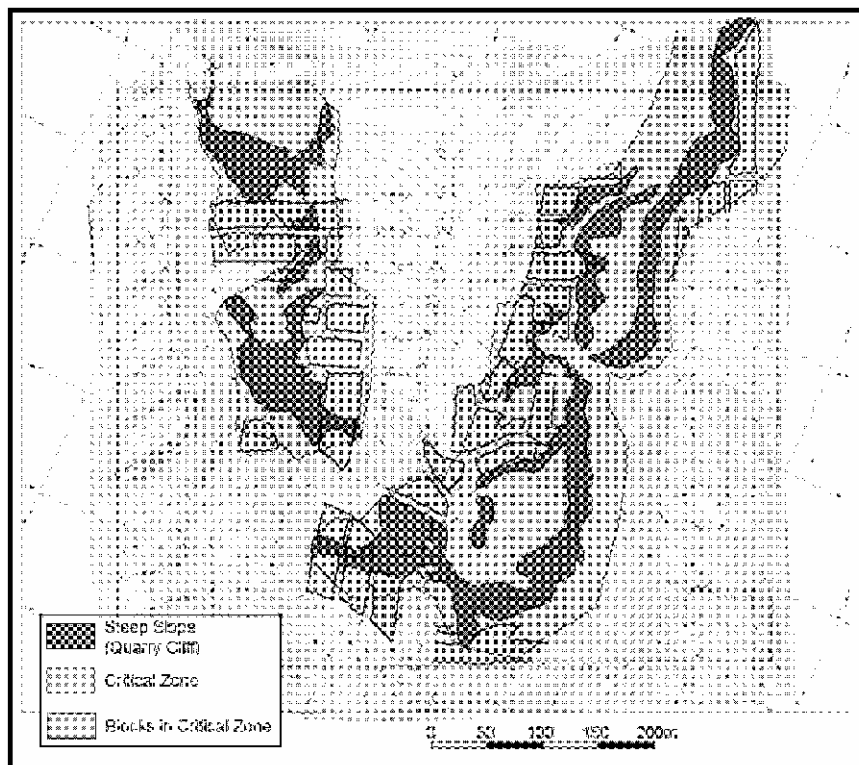 Steep Slope
(Quarry Cliff)
Critical Zone
Blocks in Critical Zone
0 50 100 150 200m